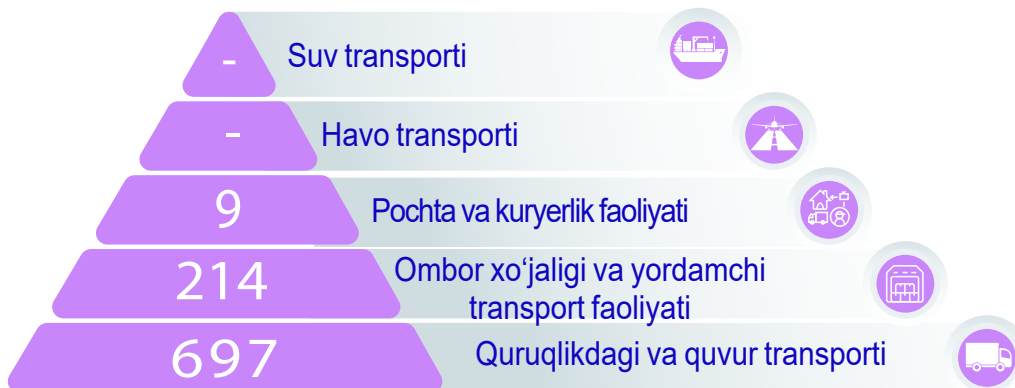 -
Suv transporti
-
Havo transporti
9
Pochta va kuryerlik faoliyati
214
Ombor xo‘jaligi va yordamchi
transport faoliyati
697
Quruqlikdagi va quvur transporti